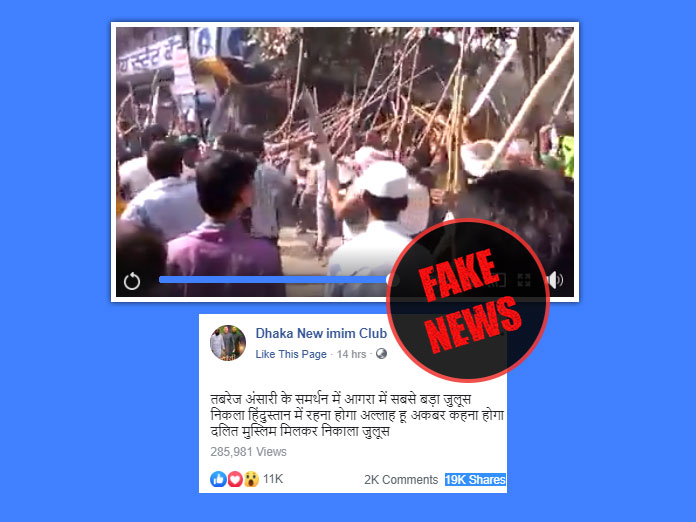 स्टेट बैंक
FAKE
NEWS
Dhaka New imim Club
Like This Page · 14 hrs ·
तबरेज अंसारी के समर्थन में आगरा में सबसे बड़ा जुलूस
निकला हिंदुस्तान में रहना होगा अल्लाह हू अकबर कहना होगा
दलित मुस्लिम मिलकर निकाला जुलूस
285,981 Views
11K
2K Comments 19K Shares